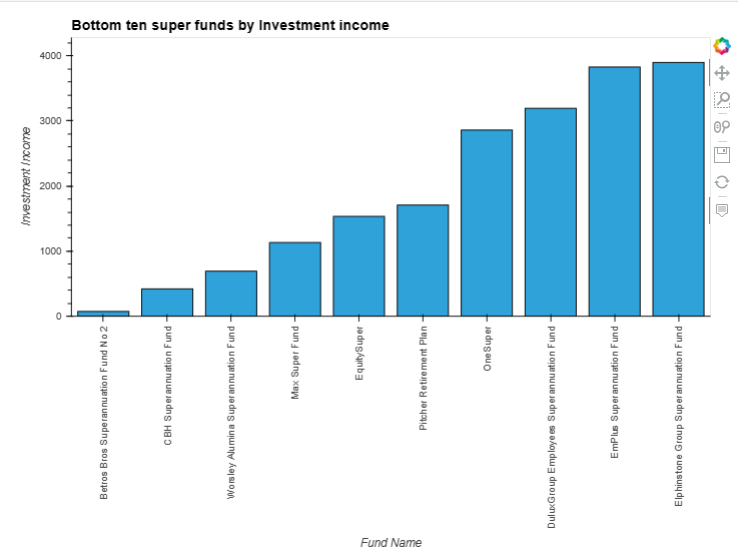 Bottom ten super funds by Investment income
4000
3000
2000
1000
0
Investment Income
Betros Bros Superannuation Fund No 2
CBH Superannuation Fund
Worsley Alumina Superannuation Fund
Max Super Fund
EquitySuper
Pitcher Retirement Plan
OneSuper
DuluxGroup Employees Superannuation Fund
EmPlus Superannuation Fund
Elphinstone Group Superannuation Fund
Fund Name